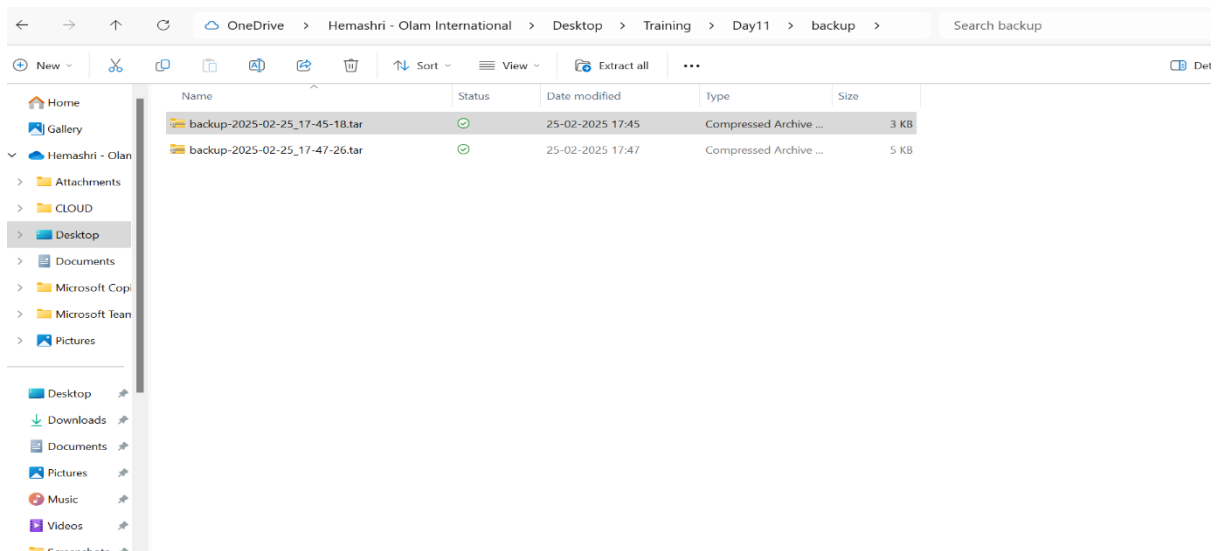 OneDrive > Hemashri - Olam International > Desktop > Training > Day11 > backup > Search backup
New Sort View Extract all ••• Det
Name Status Date modified Type Size
backup-2025-02-25_17-45-18.tar 25-02-2025 17:45 Compressed Archive ... 3 KB
backup-2025-02-25_17-47-26.tar 25-02-2025 17:47 Compressed Archive ... 5 KB
Home
Gallery
Hemashri - Olan
Attachments
CLOUD
Desktop
Documents
Microsoft Copi
Microsoft Tean
Pictures
Desktop
Downloads
Documents
Pictures
Music
Videos